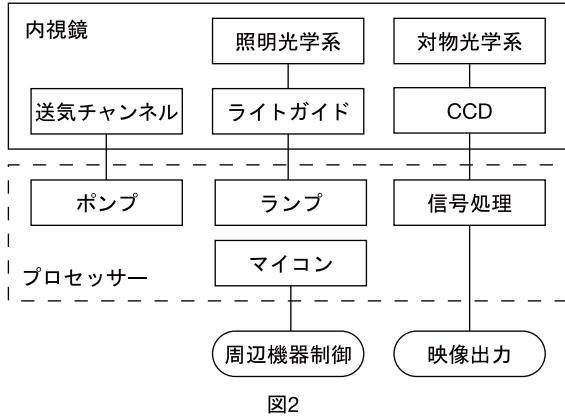 内視鏡
照明光学系
対物光学系
送気チャンネル
ライトガイド
CCD
ポンプ
ランプ
信号処理
マイコン
プロセッサー
周辺機器制御
映像出力
図2